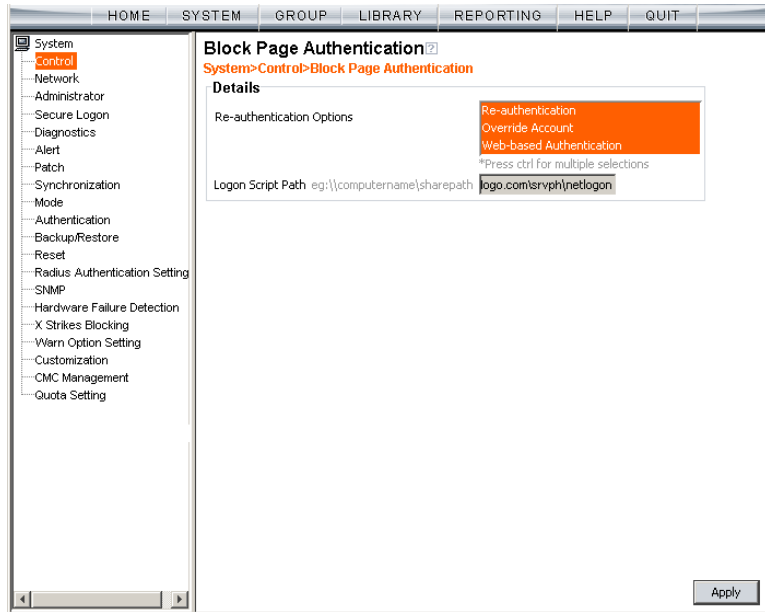 HOME SYSTEM GROUP LIBRARY REPORTING HELP QUIT
System
Control
Network
Administrator
Secure Logon
Diagnostics
Alert
Patch
Synchronization
Mode
Authentication
Backup/Restore
Reset
Radius Authentication Setting
SNMP
Hardware Failure Detection
X Strikes Blocking
Warn Option Setting
Customization
CMC Management
Quota Setting
Block Page Authentication ?
System>Control>Block Page Authentication
Details
Re-authentication Options
Re-authentication
Override Account
Web-based Authentication
*Press ctrl for multiple selections
Logon Script Path eg:\\computername\sharepath logo.com\srvph\netlogon
Apply